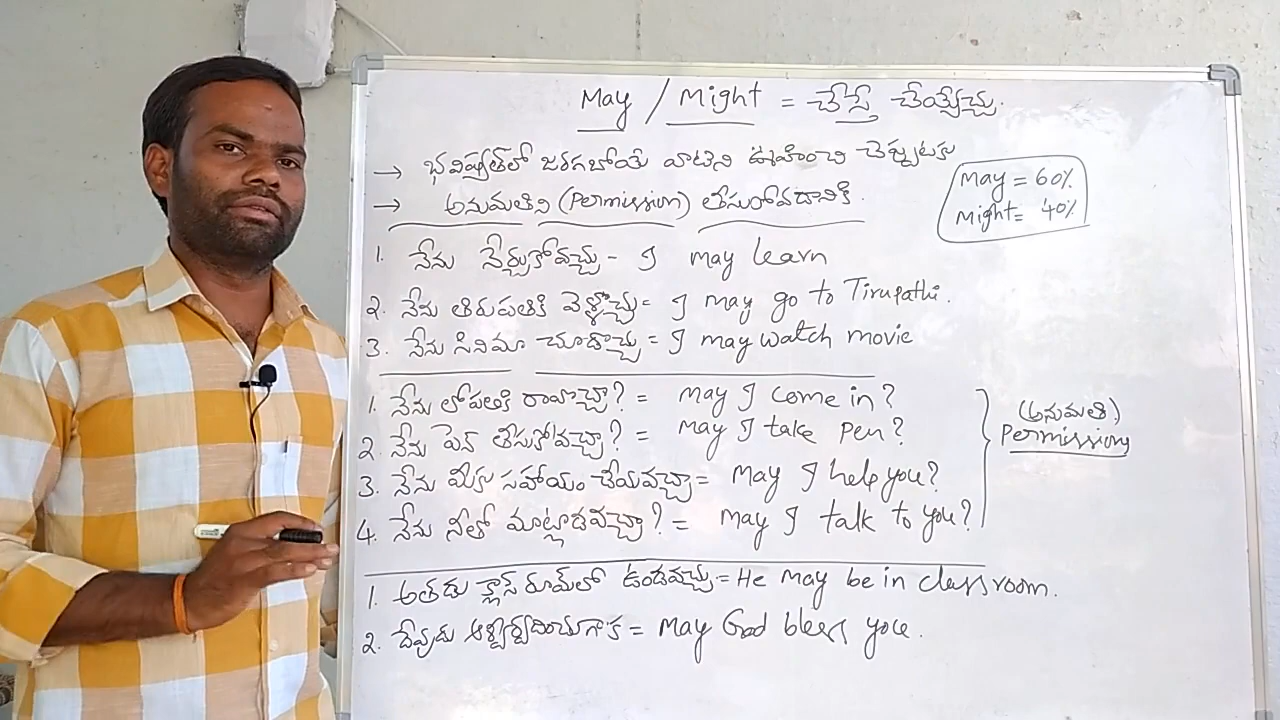 May / Might = చేస్తే చేయ్యొచ్చు.
→ భవిష్యత్‌లో జరగబోయే వాటిని ఊహించి చెప్పుటకు
→ అనుమతిని (Permission) తీసుకోవడానికి.
May = 60%
Might = 40%
1. నేను నేర్చుకోవచ్చు - I may learn
2. నేను తిరుపతికి వెళ్ళొచ్చు = I may go to Tirupathi.
3. నేను సినిమా చూడొచ్చు = I may watch movie
1. నేను లోపలికి రావొచ్చా? = May I come in?
2. నేను పెన్ తీసుకోవచ్చా? = May I take pen?
3. నేను మీకు సహాయం చేయవచ్చా = May I help you?
4. నేను నీతో మాట్లాడవచ్చా? = May I talk to you?
(అనుమతి)
Permission
1. అతడు క్లాస్ రూమ్‌లో ఉండవచ్చు = He may be in classroom.
2. దేవుడు = May God bless you.